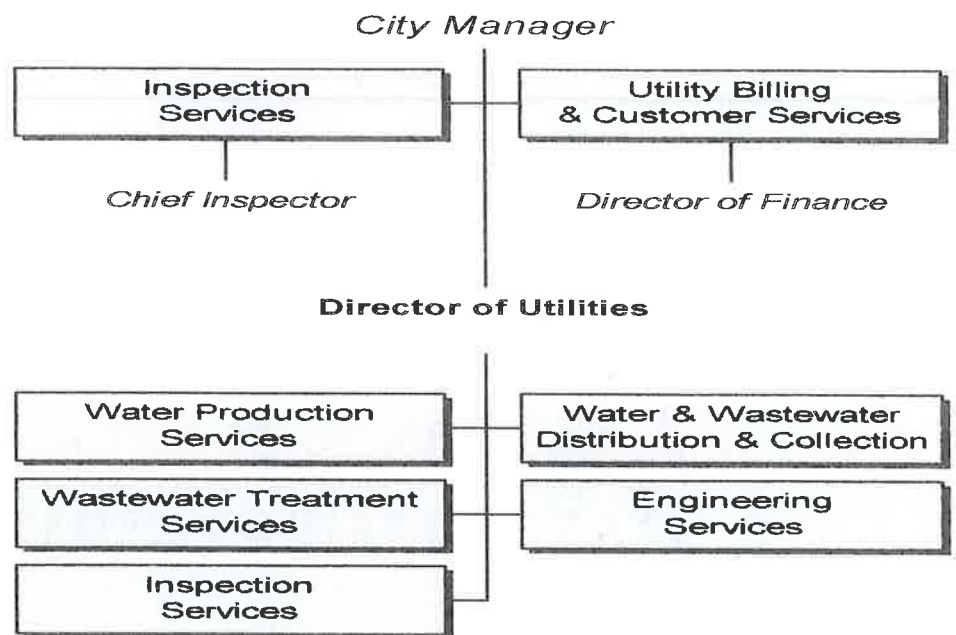 City Manager
Inspection
Services
Utility Billing
& Customer Services
Chief Inspector
Director of Finance
Director of Utilities
Water Production
Services
Water & Wastewater
Distribution & Collection
Wastewater Treatment
Services
Engineering
Services
Inspection
Services